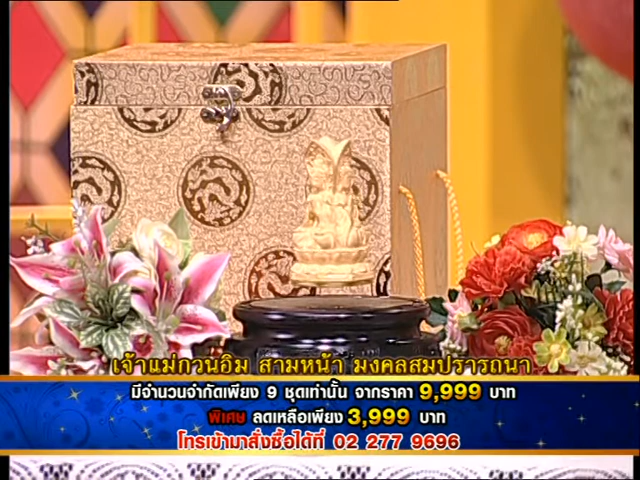 เจ้าแม่กวนอิม สามหน้า มงคลสมปรารถนา
มีจำนวนจำกัดเพียง 9 ชุดเท่านั้น จากราคา 9,999 บาท
พิเศษ ลดเหลือเพียง 3,999 บาท
โทรเข้ามาสั่งซื้อได้ที่ 02 277 9696